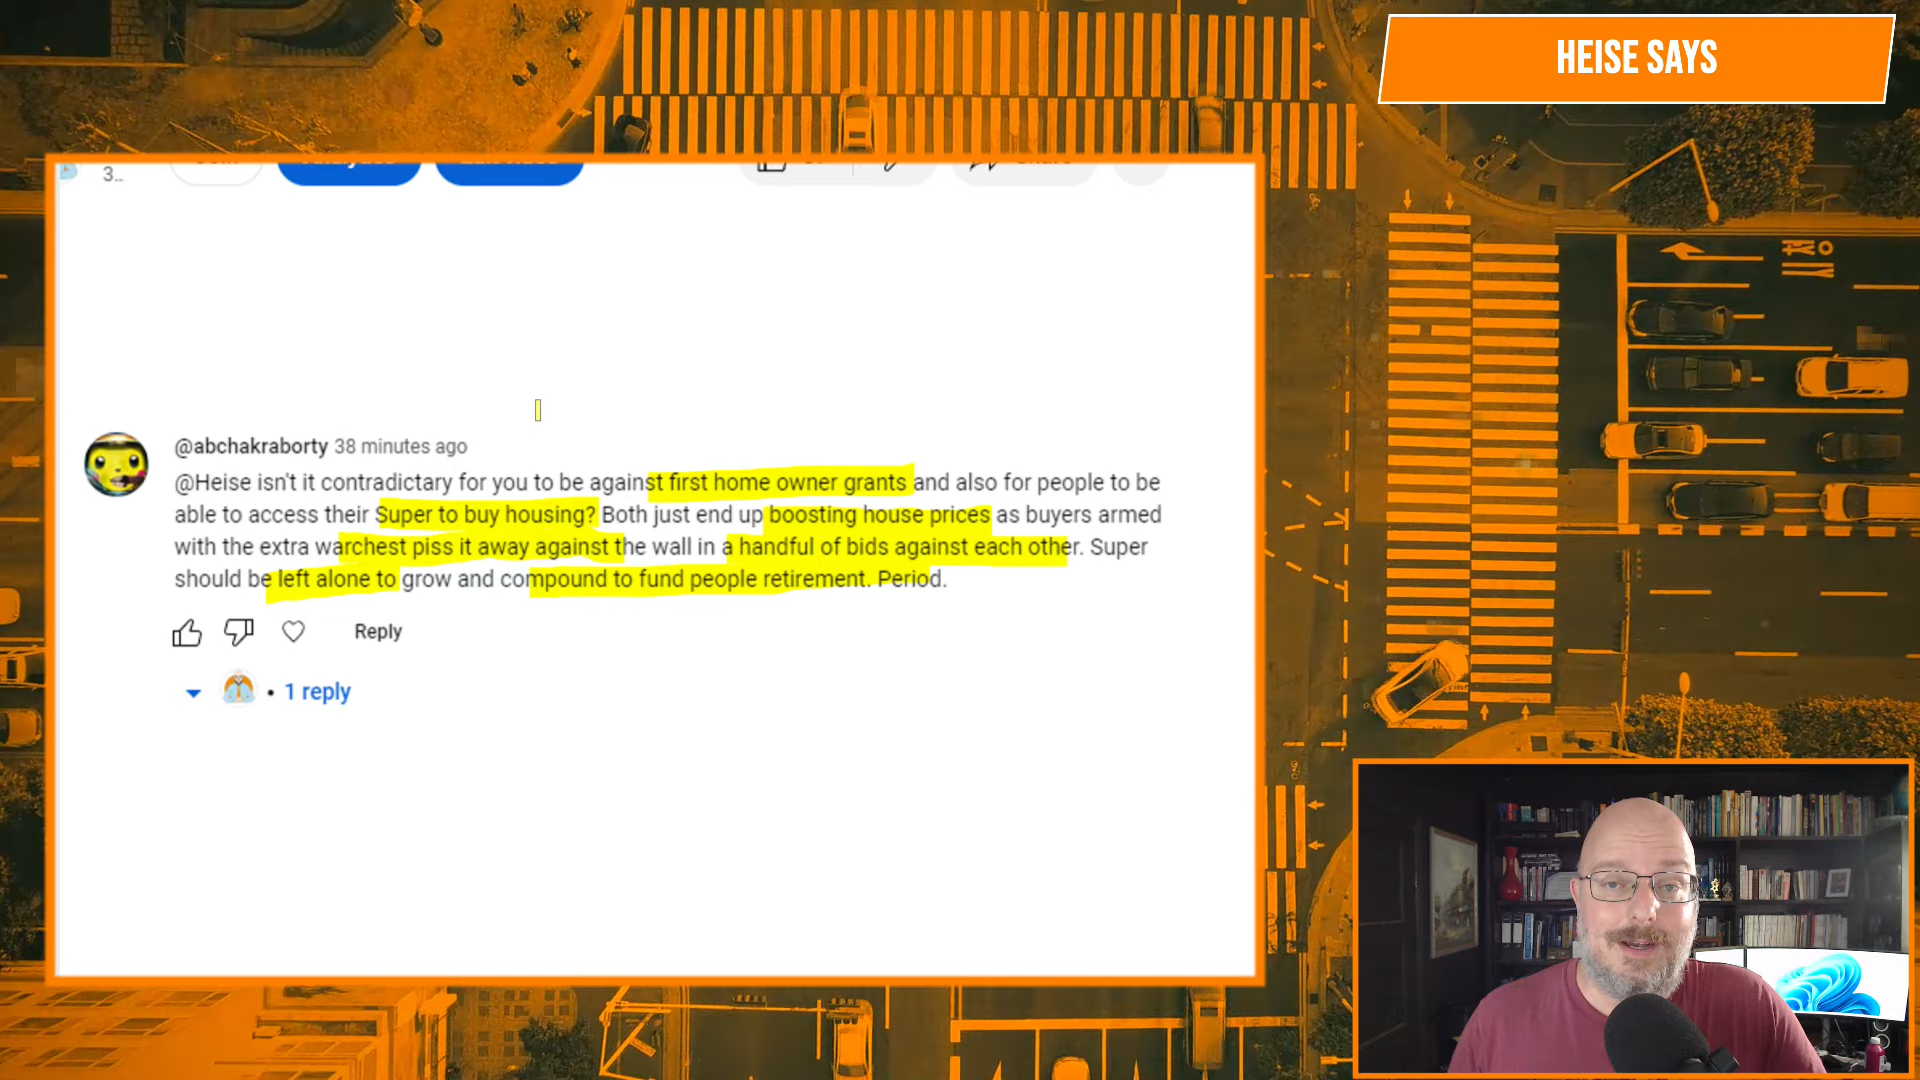 HEISE SAYS
3..
@abchakraborty 38 minutes ago
@Heise isn't it contradictary for you to be against first home owner grants and also for people to be
able to access their Super to buy housing? Both just end up boosting house prices as buyers armed
with the extra warchest piss it away against the wall in a handful of bids against each other. Super
should be left alone to grow and compound to fund people retirement. Period.
Reply
• 1 reply